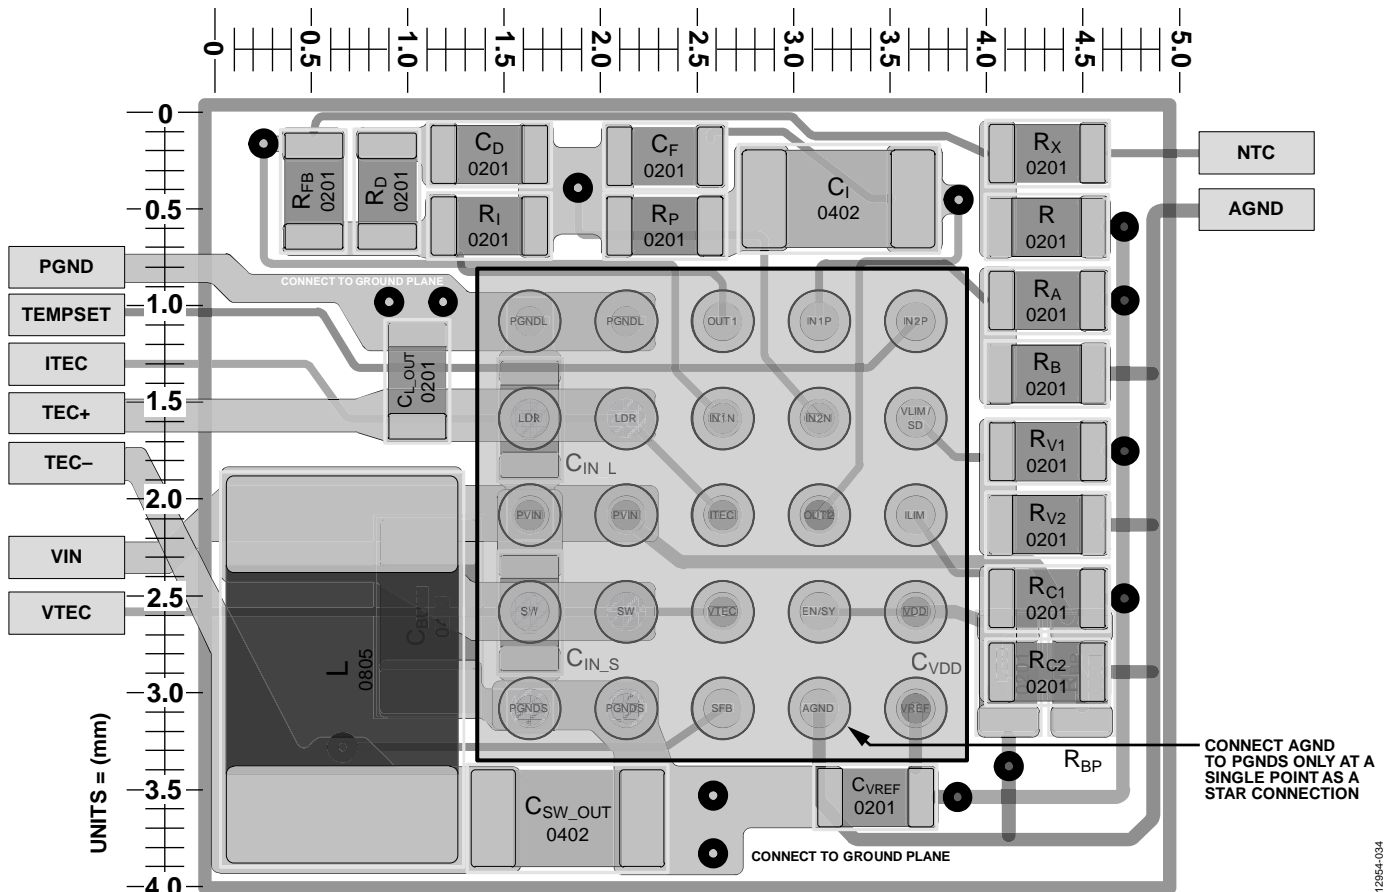 0
0.5
1.0
1.5
2.0
2.5
3.0
3.5
4.0
4.5
5.0
0
0.5
1.0
1.5
2.0
2.5
3.0
3.5
4.0
UNITS = (mm)
PGND
TEMPSET
ITEC
TEC+
TEC–
VIN
VTEC
NTC
AGND
RFB
0201
RD
0201
CD
0201
RI
0201
CF
0201
RP
0201
CI
0402
RX
0201
R
0201
RA
0201
RB
0201
RV1
0201
RV2
0201
RC1
0201
RC2
0201
CONNECT TO GROUND PLANE
CL_OUT
0201
PGNDL
PGNDL
OUT1
IN1P
IN2P
LDR
LDR
IN1N
IN2N
VLIM/
SD
CIN_L
PVIN
PVIN
ITEC
OUT2
ILIM
SW
SW
VTEC
EN/SY
VDD
CIN_S
CVDD
PGNDS
PGNDS
SFB
AGND
VREF
L
0805
CSW_OUT
0402
CVREF
0201
RBP
CONNECT AGND
TO PGNDS ONLY AT A
SINGLE POINT AS A
STAR CONNECTION
CONNECT TO GROUND PLANE
12954-034